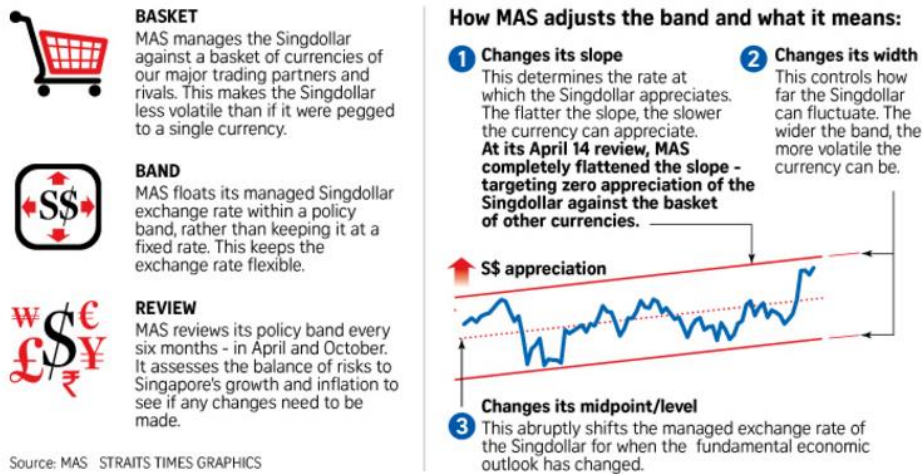 BASKET
MAS manages the Singdollar
against a basket of currencies of
our major trading partners and
rivals. This makes the Singdollar
less volatile than if it were pegged
to a single currency.
S$
BAND
MAS floats its managed Singdollar
exchange rate within a policy
band, rather than keeping it at a
fixed rate. This keeps the
exchange rate flexible.
₩ $ € £ ¥ ₹
REVIEW
MAS reviews its policy band every
six months - in April and October.
It assesses the balance of risks to
Singapore's growth and inflation to
see if any changes need to be
made.
Source: MAS STRAITS TIMES GRAPHICS
How MAS adjusts the band and what it means:
1 Changes its slope
This determines the rate at
which the Singdollar appreciates.
The flatter the slope, the slower
the currency can appreciate.
At its April 14 review, MAS
completely flattened the slope -
targeting zero appreciation of the
Singdollar against the basket
of other currencies.
2 Changes its width
This controls how
far the Singdollar
can fluctuate. The
wider the band, the
more volatile the
currency can be.
S$ appreciation
3 Changes its midpoint/level
This abruptly shifts the managed exchange rate of
the Singdollar for when the fundamental economic
outlook has changed.